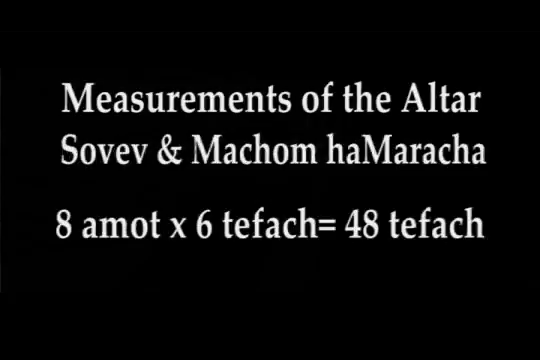 Measurements of the Altar
Sovev & Machom haMaracha
8 amot x 6 tefach= 48 tefach